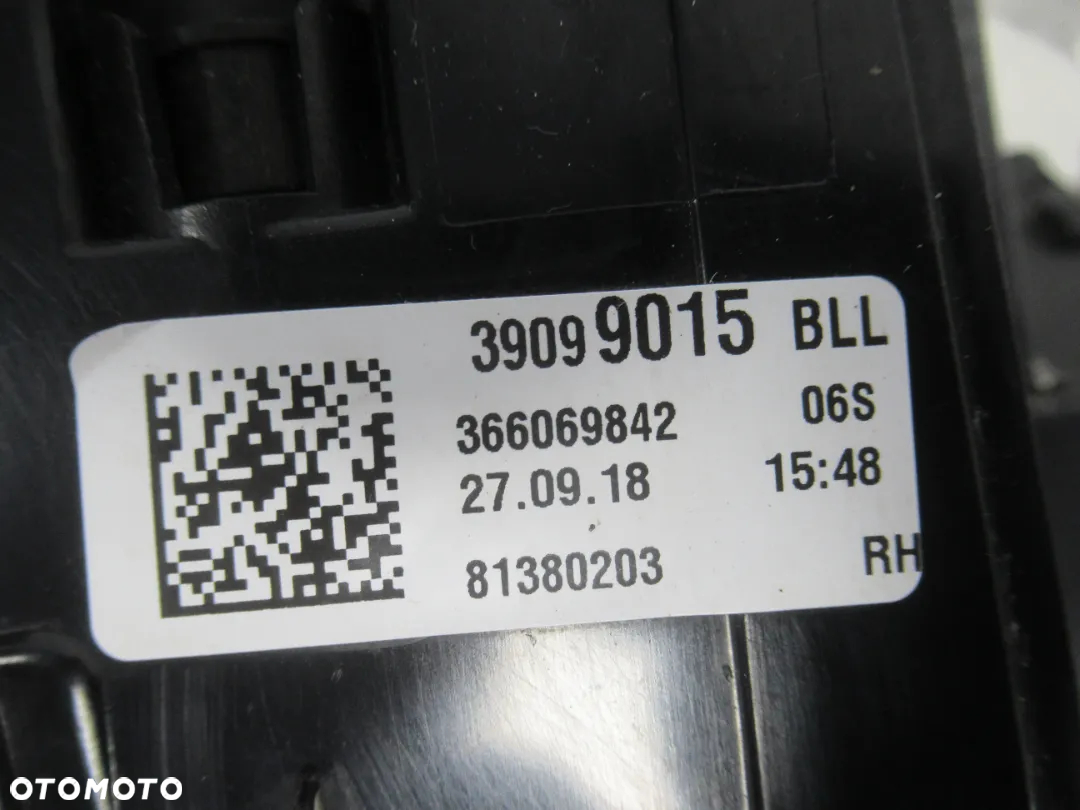 39099015 BLL
366069842 06S
27.09.18 15:48
81380203 RH
OTOMOTO